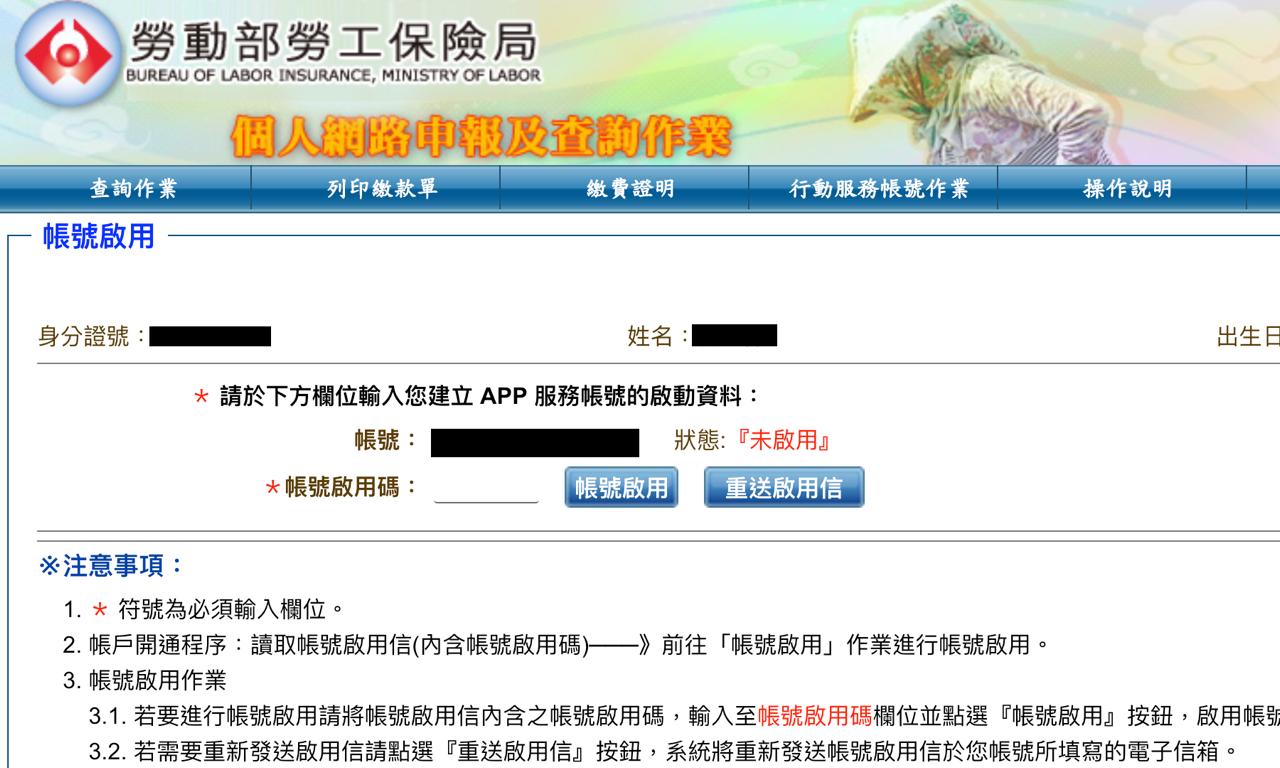 勞動部勞工保險局
BUREAU OF LABOR INSURANCE, MINISTRY OF LABOR
個人網路申報及查詢作業
查詢作業 列印繳款單 繳費證明 行動服務帳號作業 操作說明
帳號啟用
身分證號： 姓名： 出生日
* 請於下方欄位輸入您建立 APP 服務帳號的啟動資料：
帳號： 狀態:『未啟用』
*帳號啟用碼： 帳號啟用 重送啟用信
※注意事項：
1. * 符號為必須輸入欄位。
2. 帳戶開通程序：讀取帳號啟用信(內含帳號啟用碼)——》前往「帳號啟用」作業進行帳號啟用。
3. 帳號啟用作業
3.1. 若要進行帳號啟用請將帳號啟用信內含之帳號啟用碼，輸入至帳號啟用碼欄位並點選『帳號啟用』按鈕，啟用帳號
3.2. 若需要重新發送啟用信請點選『重送啟用信』按鈕，系統將重新發送帳號啟用信於您帳號所填寫的電子信箱。